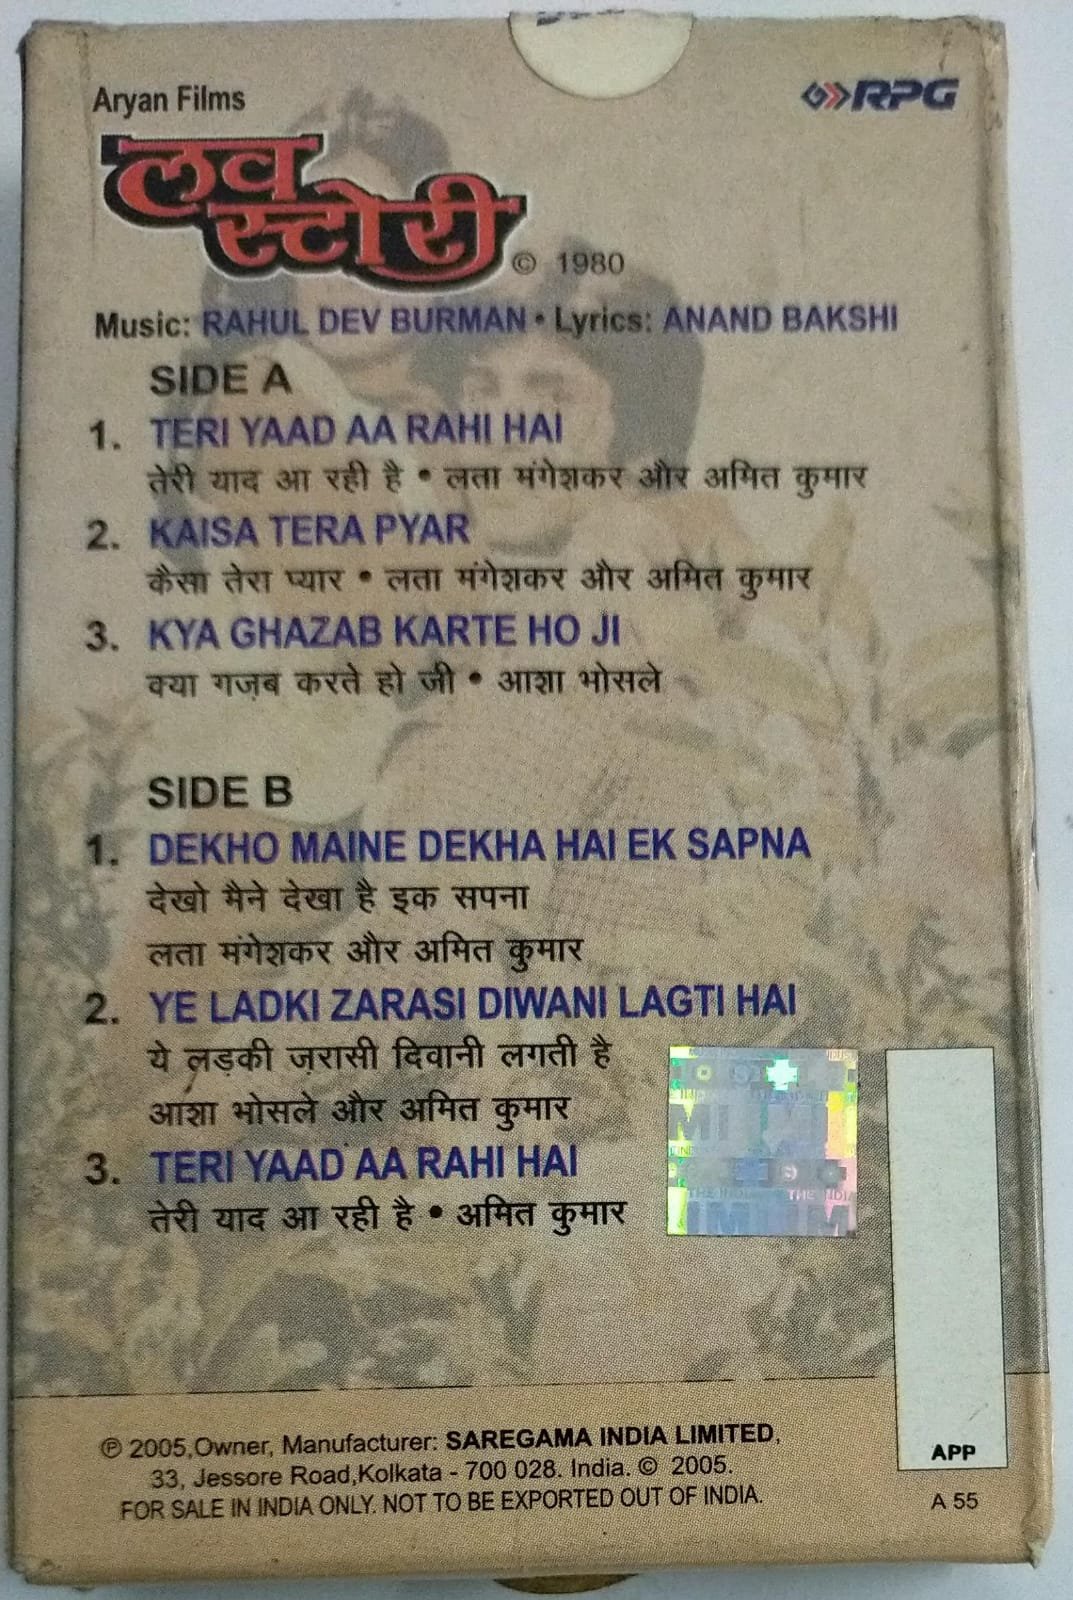 Aryan Films
RPG
लव
स्टोरी
© 1980
Music: RAHUL DEV BURMAN • Lyrics: ANAND BAKSHI
SIDE A
1. TERI YAAD AA RAHI HAI
तेरी याद आ रही है • लता मंगेशकर और अमित कुमार
2. KAISA TERA PYAR
कैसा तेरा प्यार • लता मंगेशकर और अमित कुमार
3. KYA GHAZAB KARTE HO JI
क्या गज़ब करते हो जी • आशा भोसले
SIDE B
1. DEKHO MAINE DEKHA HAI EK SAPNA
देखो मैने देखा है इक सपना
लता मंगेशकर और अमित कुमार
2. YE LADKI ZARASI DIWANI LAGTI HAI
ये लड़की ज़रासी दिवानी लगती है
आशा भोसले और अमित कुमार
3. TERI YAAD AA RAHI HAI
तेरी याद आ रही है • अमित कुमार
℗ 2005,Owner, Manufacturer: SAREGAMA INDIA LIMITED,
33, Jessore Road,Kolkata - 700 028. India. © 2005.
FOR SALE IN INDIA ONLY. NOT TO BE EXPORTED OUT OF INDIA.
APP
A 55